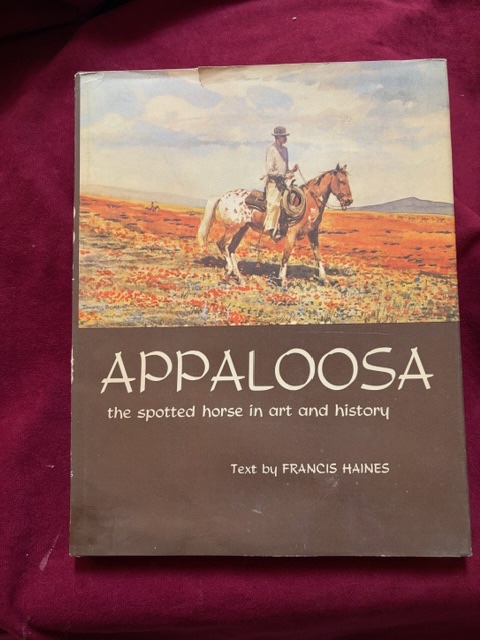 APPALOOSA
the spotted horse in art and history
Text by FRANCIS HAINES